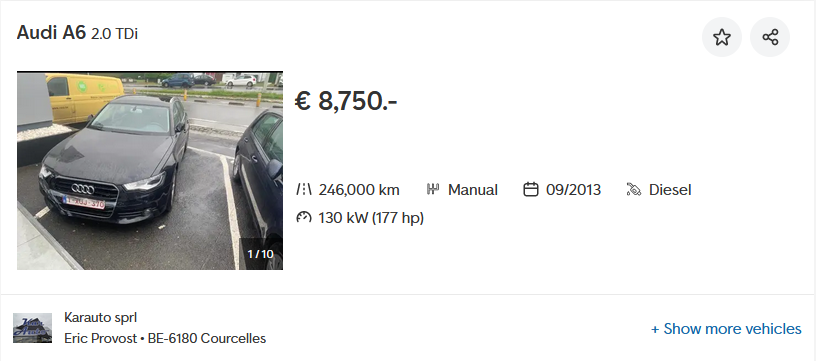 Audi A6 2.0 TDi
€ 8,750.-
1 / 10
246,000 km Manual 09/2013 Diesel
130 kW (177 hp)
Karauto sprl
Eric Provost • BE-6180 Courcelles
+ Show more vehicles